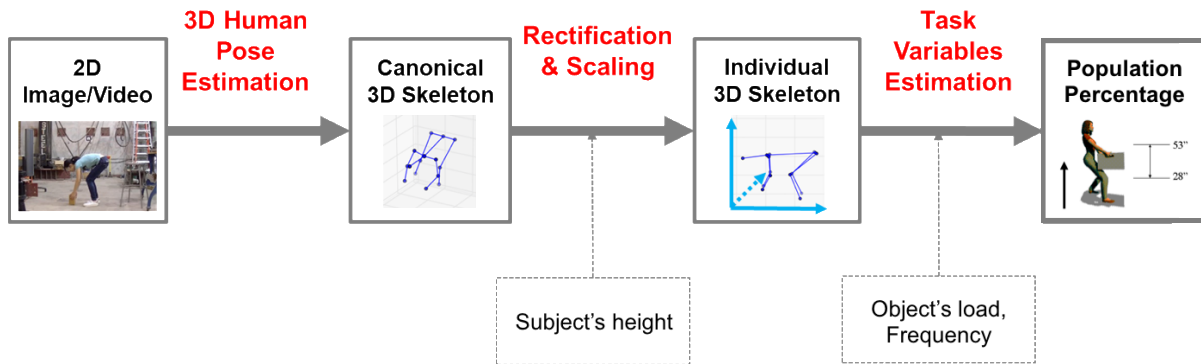 2D
Image/Video
3D Human
Pose
Estimation
Canonical
3D Skeleton
Rectification
& Scaling
Individual
3D Skeleton
Task
Variables
Estimation
Population
Percentage
53"
28"
Subject's height
Object's load,
Frequency